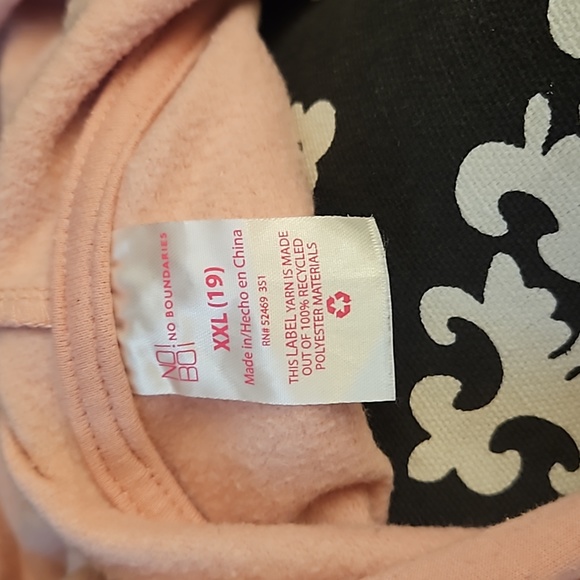 NO!
BO!
NO BOUNDARIES
XXL (19)
Made in/Hecho en China
RN# 52469 3S1
THIS LABEL YARN IS MADE
OUT OF 100% RECYCLED
POLYESTER MATERIALS